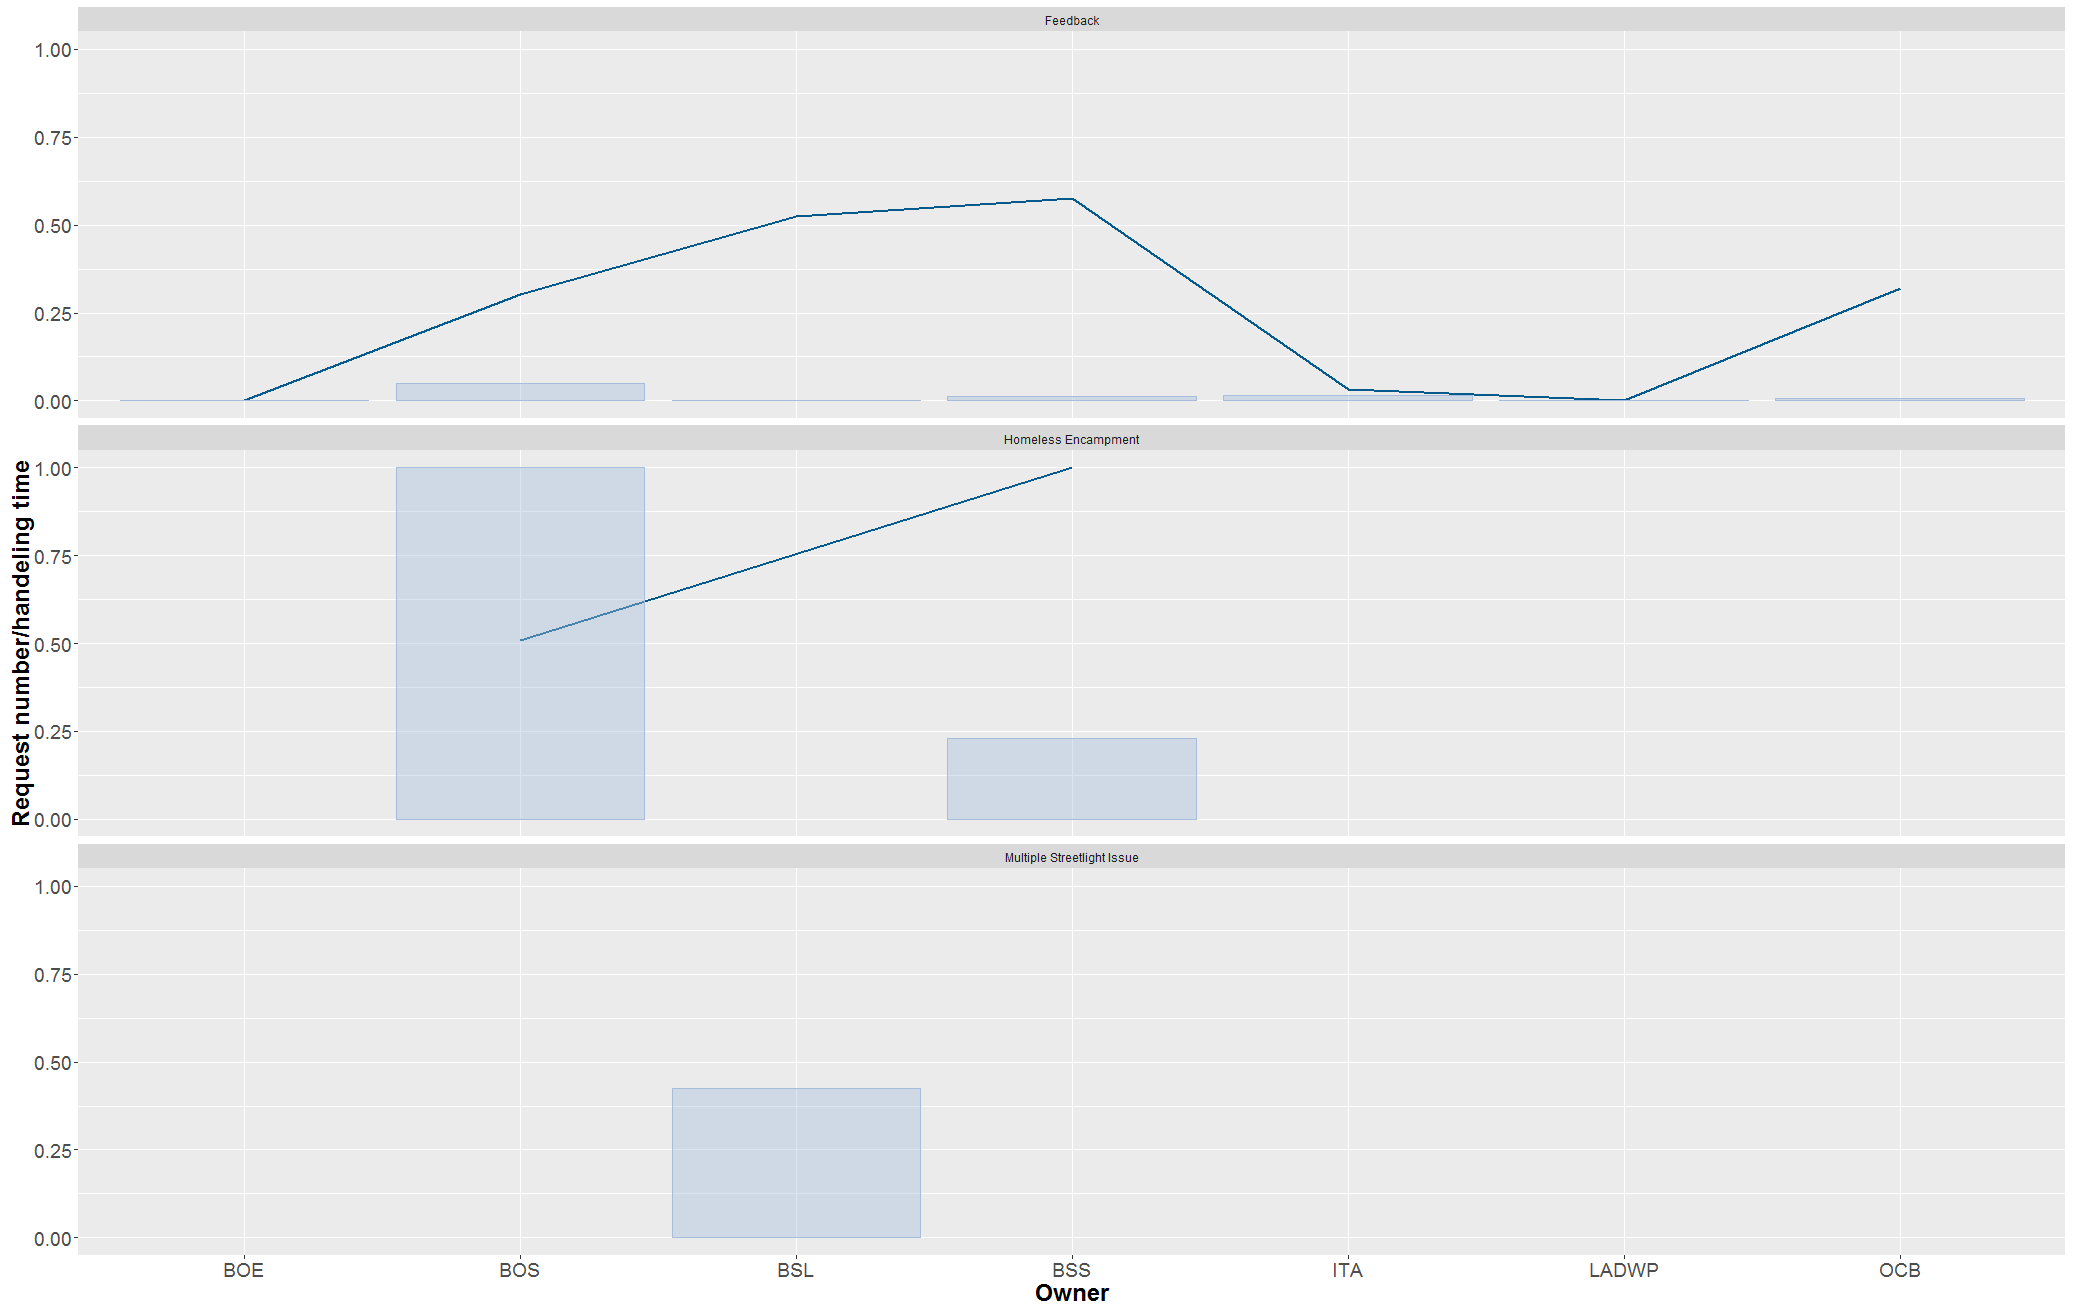 Feedback
1.00
0.75
0.50
0.25
0.00
Homeless Encampment
1.00
0.75
0.50
0.25
0.00
Multiple Streetlight Issue
1.00
0.75
0.50
0.25
0.00
Request number/handeling time
BOE BOS BSL BSS ITA LADWP OCB
Owner